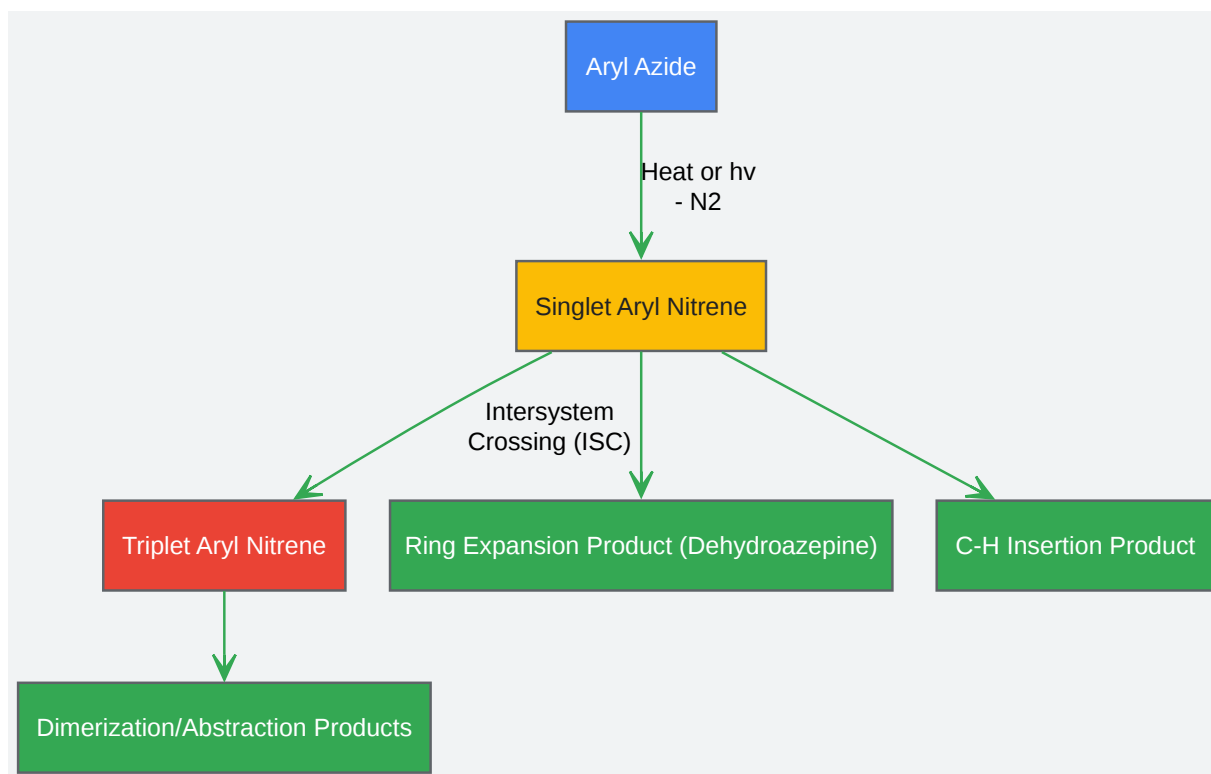 Aryl Azide
Heat or hv
- N2
Singlet Aryl Nitrene
Intersystem
Crossing (ISC)
Triplet Aryl Nitrene
Ring Expansion Product (Dehydroazepine)
C-H Insertion Product
Dimerization/Abstraction Products